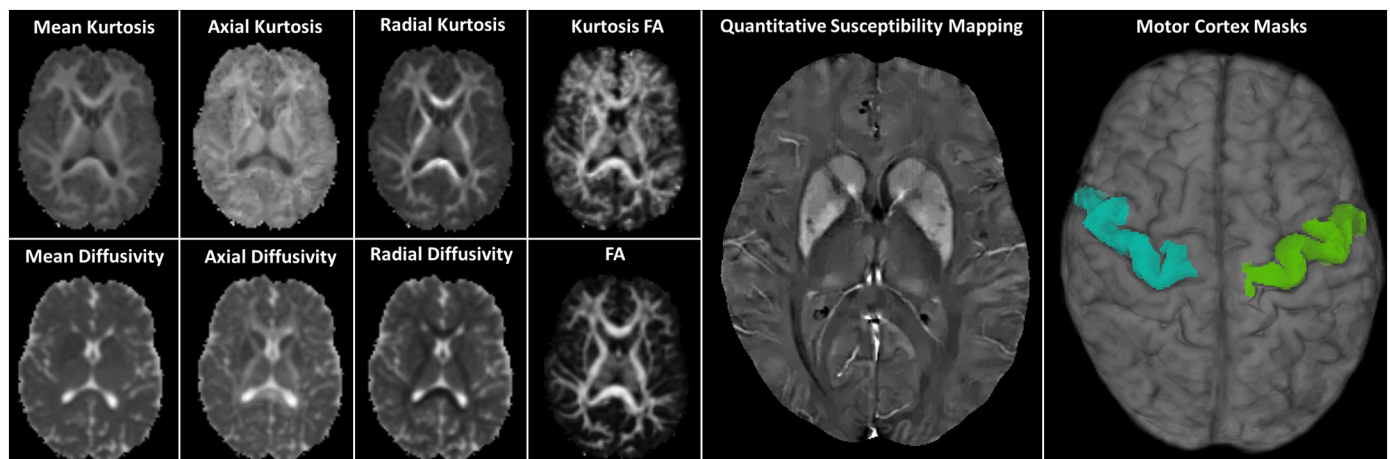 Mean Kurtosis
Axial Kurtosis
Radial Kurtosis
Kurtosis FA
Quantitative Susceptibility Mapping
Motor Cortex Masks
Mean Diffusivity
Axial Diffusivity
Radial Diffusivity
FA